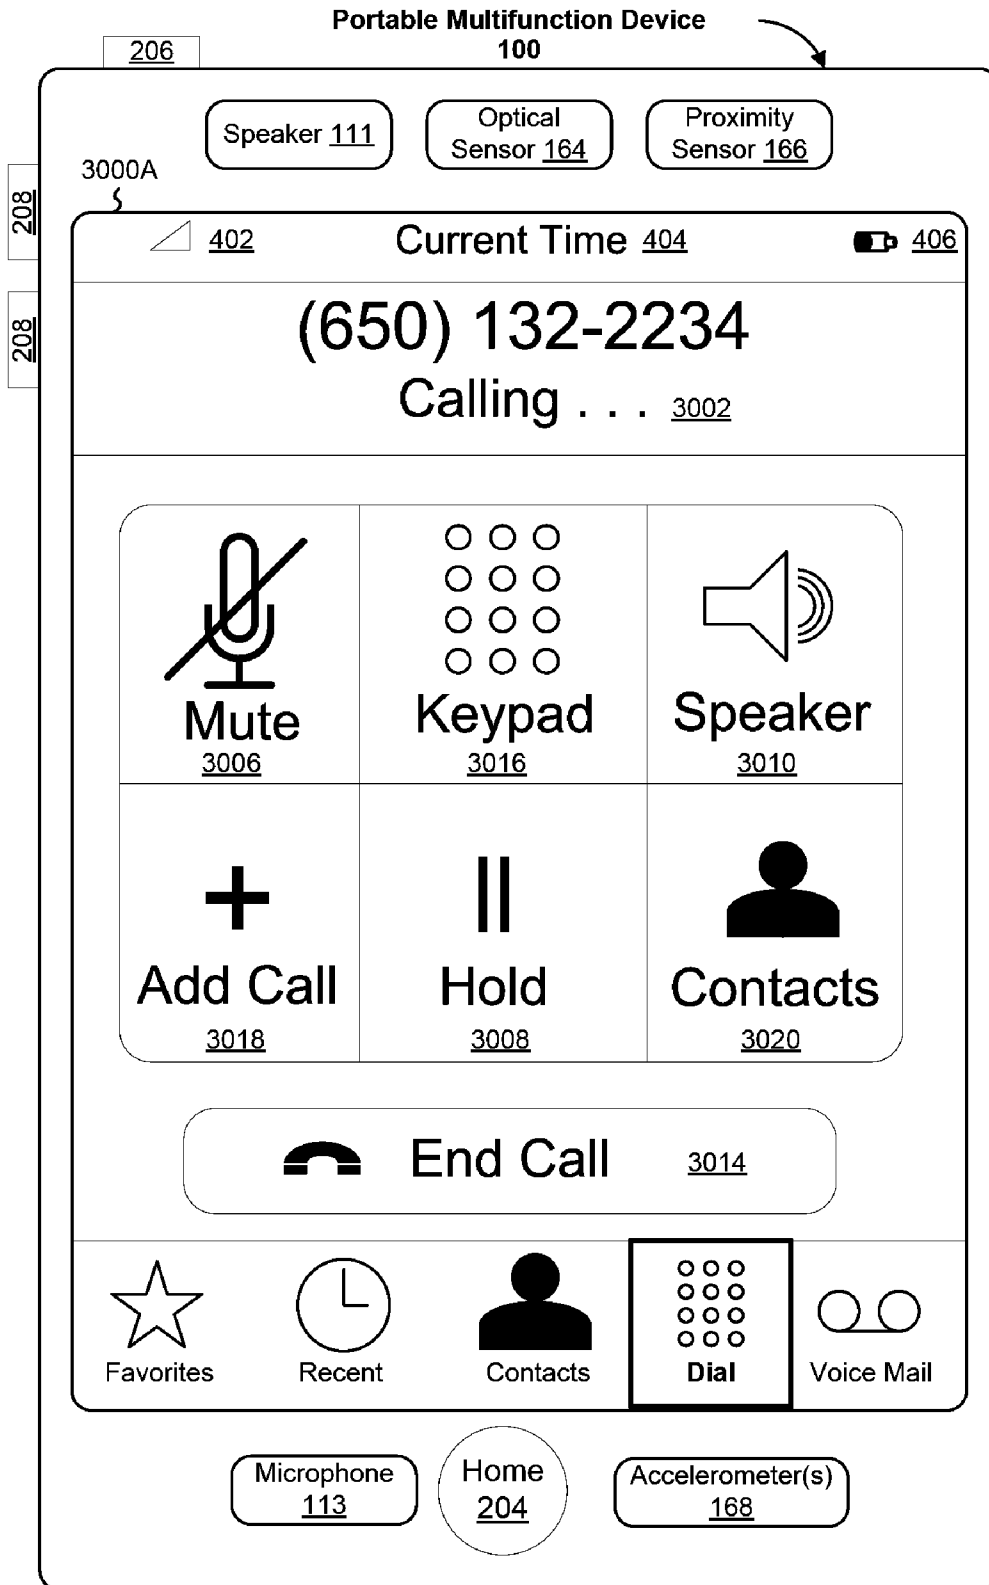 Portable Multifunction Device
100
206
Speaker 111
Optical
Sensor 164
Proximity
Sensor 166
3000A
208
208
402
Current Time 404
406
(650) 132-2234
Calling . . . 3002
Mute
3006
Keypad
3016
Speaker
3010
Add Call
3018
Hold
3008
Contacts
3020
End Call 3014
Favorites
Recent
Contacts
Dial
Voice Mail
Microphone
113
Home
204
Accelerometer(s)
168